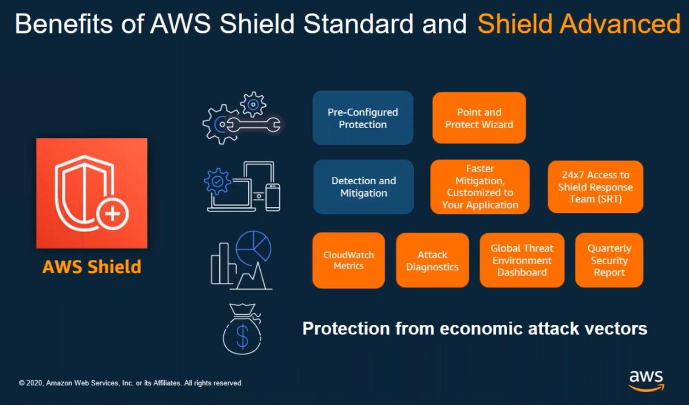 Benefits of AWS Shield Standard and Shield Advanced
Pre-Configured
Protection
Point and
Protect Wizard
Detection and
Mitigation
Faster
Mitigation,
Customized to
Your Application
24x7 Access to
Shield Response
Team (SRT)
AWS Shield
CloudWatch
Metrics
Attack
Diagnostics
Global Threat
Environment
Dashboard
Quarterly
Security
Report
$
Protection from economic attack vectors
© 2020, Amazon Web Services, Inc. or its Affiliates. All rights reserved.
aws